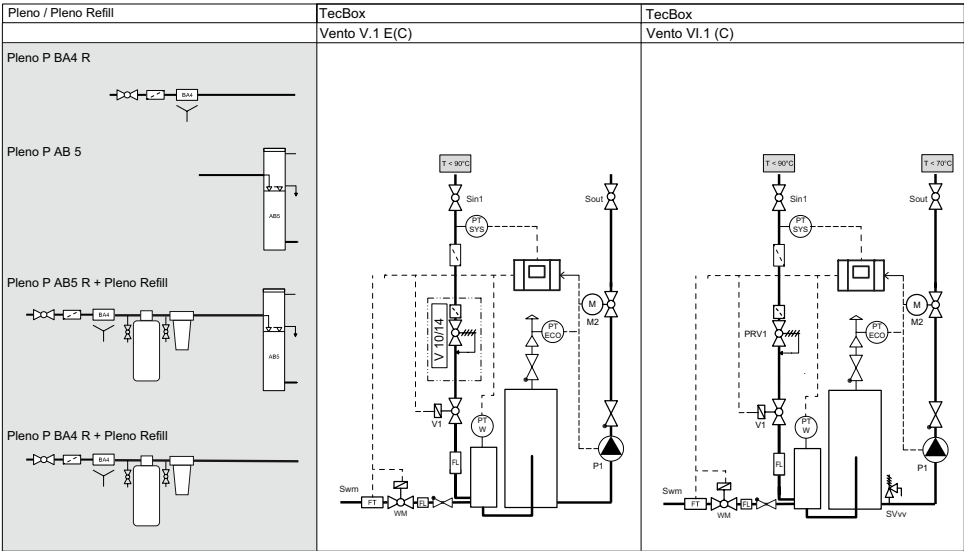 Pleno / Pleno Refill
TecBox
TecBox
Vento V.1 E(C)
Vento VI.1 (C)
Pleno P BA4 R
BA4
Pleno P AB 5
AB5
Pleno P AB5 R + Pleno Refill
BA4
AB5
Pleno P BA4 R + Pleno Refill
BA4
T < 90°C
Sin1
Sout
PT
SYS
M
M2
V 10/14
PT
ECO
V1
PT
W
P1
FL
Swm
FT
WM
FL
T < 90°C
T < 70°C
Sin1
Sout
PT
SYS
M
M2
PRV1
PT
ECO
V1
PT
W
P1
FL
Swm
FT
WM
FL
SVvv